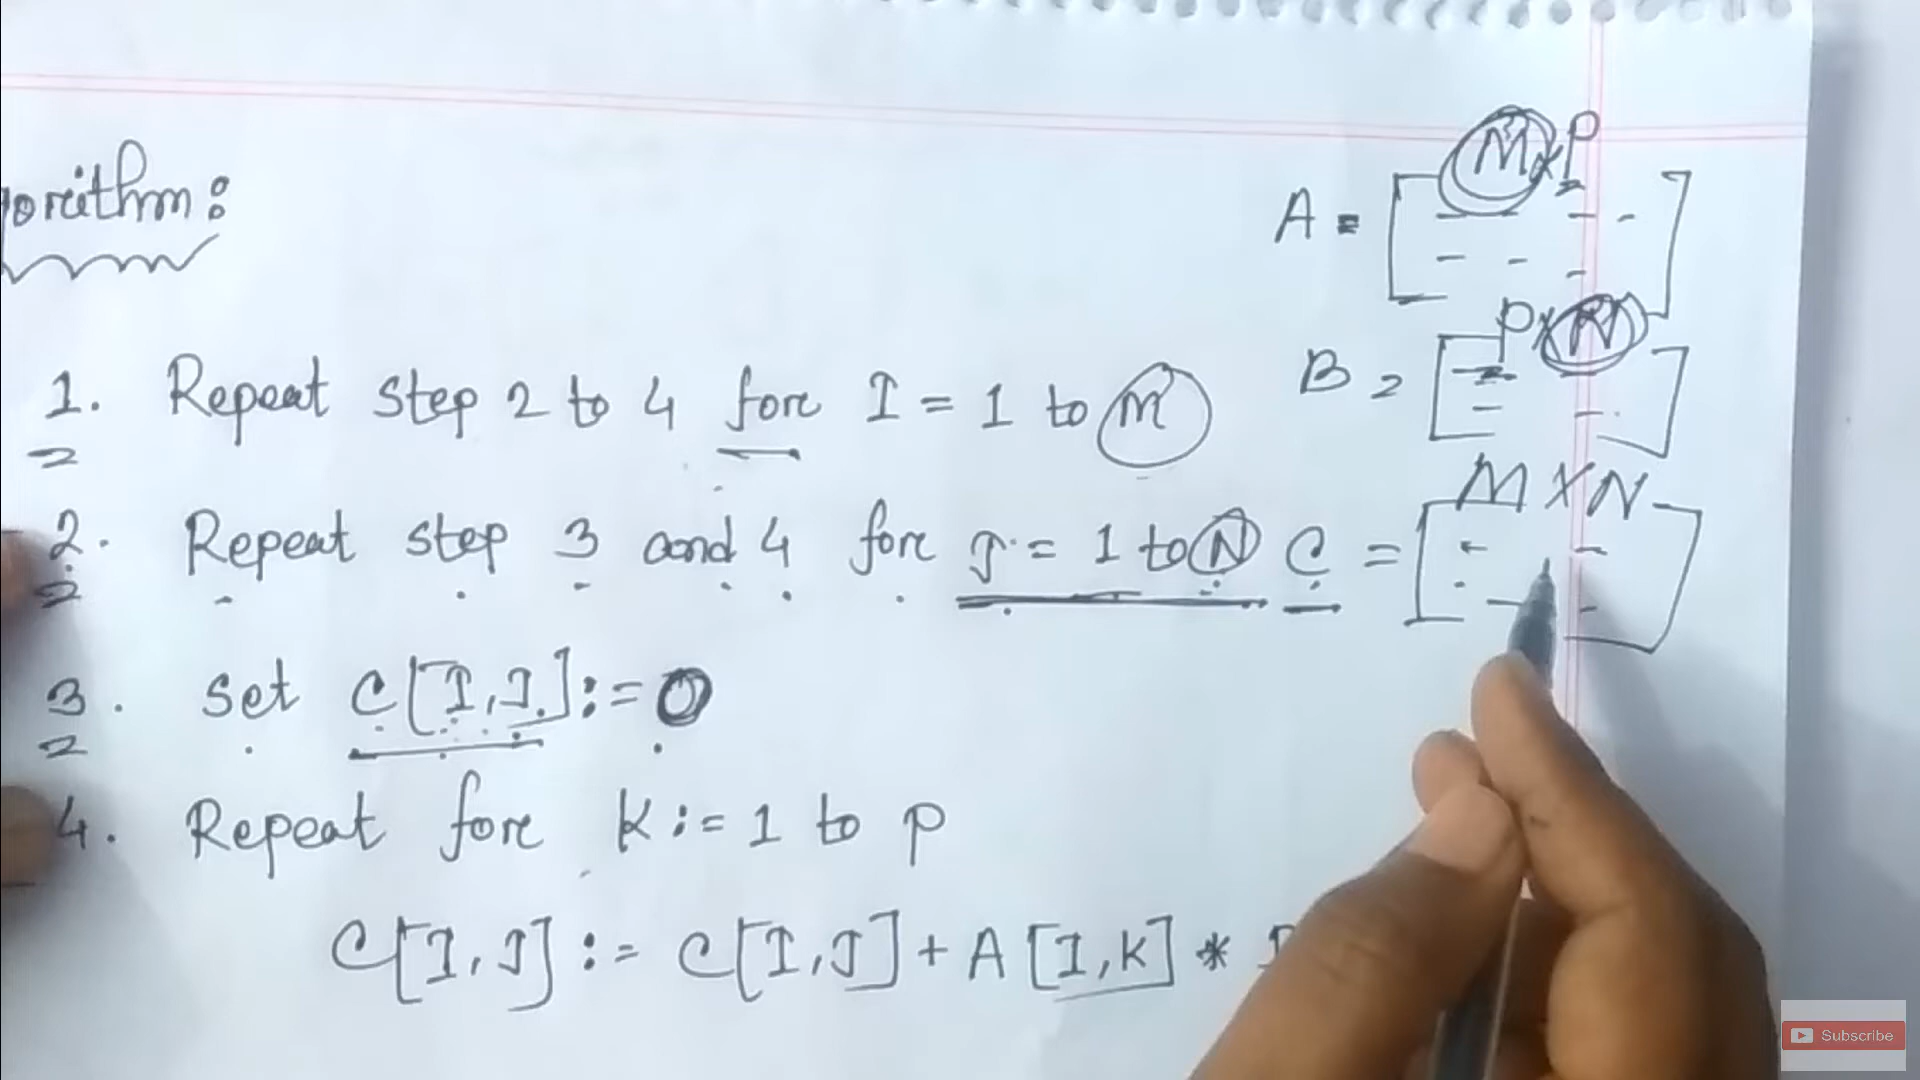 orithm:
A = M x P
1. Repeat step 2 to 4 for I = 1 to m
B = P x N
2. Repeat step 3 and 4 for J = 1 to N
C = M x N
3. set C[I,J] := 0
4. Repeat for k := 1 to p
C[I,J] := C[I,J] + A[I,k] *
Subscribe